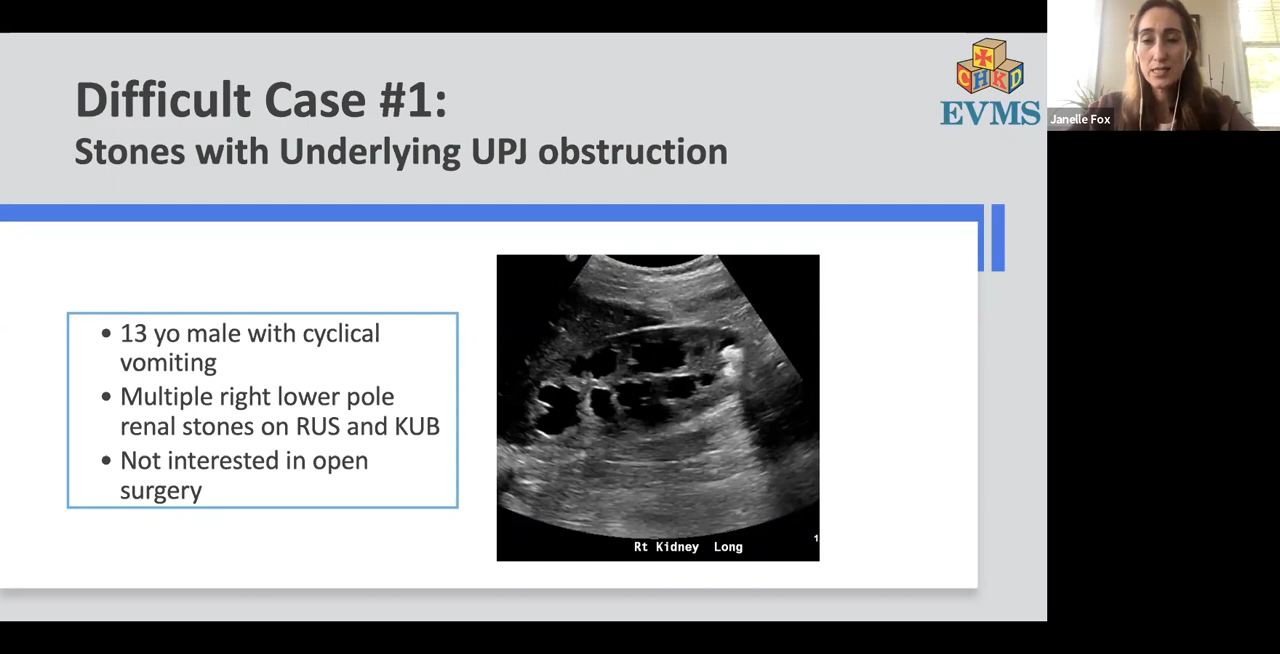 Difficult Case #1:
Stones with Underlying UPJ obstruction
CHKD
EVMS
Janelle Fox
• 13 yo male with cyclical
vomiting
• Multiple right lower pole
renal stones on RUS and KUB
• Not interested in open
surgery
1
Rt Kidney Long